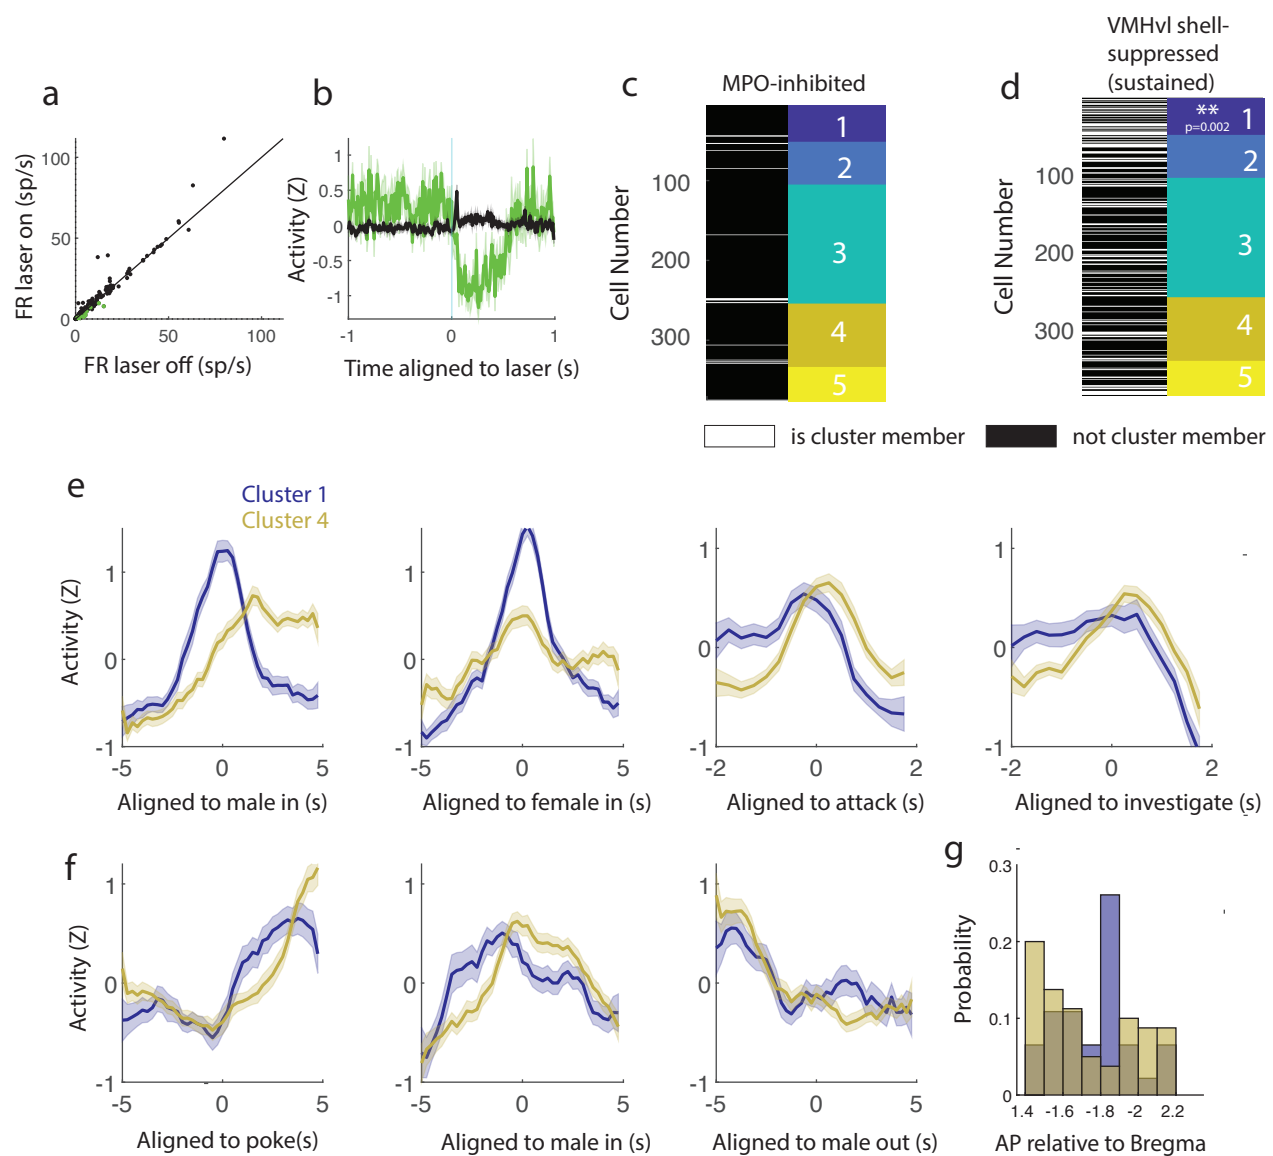 a
FR laser on (sp/s)
100
50
0
0
50
100
FR laser off (sp/s)
b
Activity (Z)
1
0.5
0
-0.5
-1
-1
0
1
Time aligned to laser (s)
c
MPO-inhibited
Cell Number
100
200
300
1
2
3
4
5
d
VMHvl shell-
suppressed
(sustained)
Cell Number
100
200
300
**
p=0.002
1
2
3
4
5
is cluster member
not cluster member
e
Cluster 1
Cluster 4
Activity (Z)
1
0
-1
-5
0
5
Aligned to male in (s)
1
0
-1
-5
0
5
Aligned to female in (s)
1
0
-1
-2
0
2
Aligned to attack (s)
1
0
-1
-2
0
2
Aligned to investigate (s)
f
Activity (Z)
1
0
-1
-5
0
5
Aligned to poke(s)
1
0
-1
-5
0
5
Aligned to male in (s)
1
0
-1
-5
0
5
Aligned to male out (s)
g
Probability
0.3
0.2
0.1
0
1.4
-1.6
-1.8
-2
2.2
AP relative to Bregma